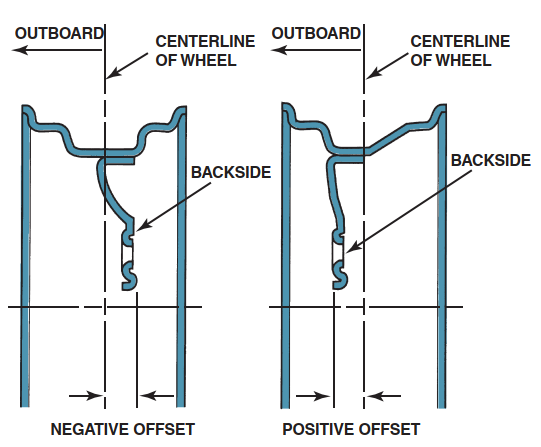 OUTBOARD
CENTERLINE
OF WHEEL
BACKSIDE
NEGATIVE OFFSET
OUTBOARD
CENTERLINE
OF WHEEL
BACKSIDE
POSITIVE OFFSET